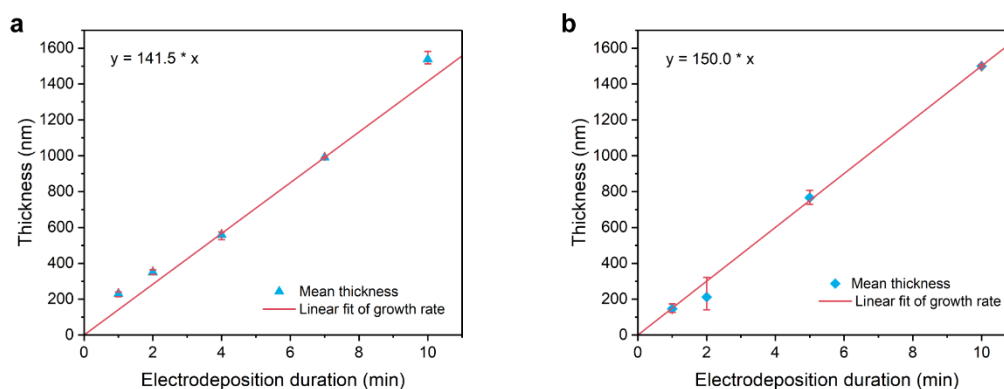 a
y = 141.5 * x
Thickness (nm)
1600
1400
1200
1000
800
600
400
200
0
0 2 4 6 8 10
Electrodeposition duration (min)
Mean thickness
Linear fit of growth rate
b
y = 150.0 * x
Thickness (nm)
1600
1400
1200
1000
800
600
400
200
0
0 2 4 6 8 10
Electrodeposition duration (min)
Mean thickness
Linear fit of growth rate